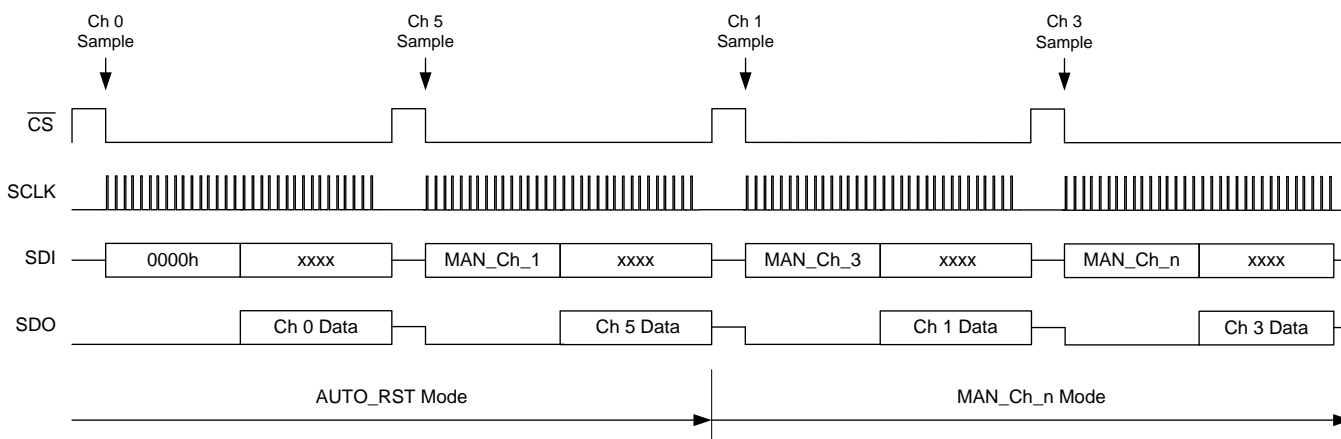 Ch 0
Sample
Ch 5
Sample
Ch 1
Sample
Ch 3
Sample
CS
SCLK
SDI
0000h
xxxx
MAN_Ch_1
xxxx
MAN_Ch_3
xxxx
MAN_Ch_n
xxxx
SDO
Ch 0 Data
Ch 5 Data
Ch 1 Data
Ch 3 Data
AUTO_RST Mode
MAN_Ch_n Mode